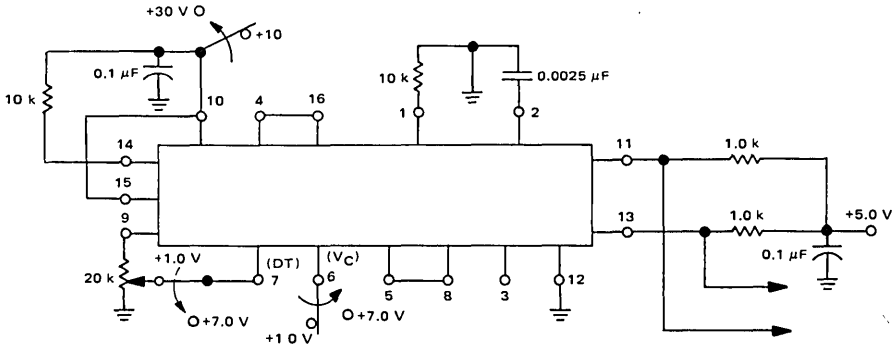 +30 V
+10
0.1 µF
10 k
10
4
16
10 k
1
2
0.0025 µF
14
15
9
11
13
1.0 k
1.0 k
+5.0 V
0.1 µF
+1.0 V
20 k
(DT)
7
(VC)
6
5
8
3
12
+7.0 V
+7.0 V
+1 0 V